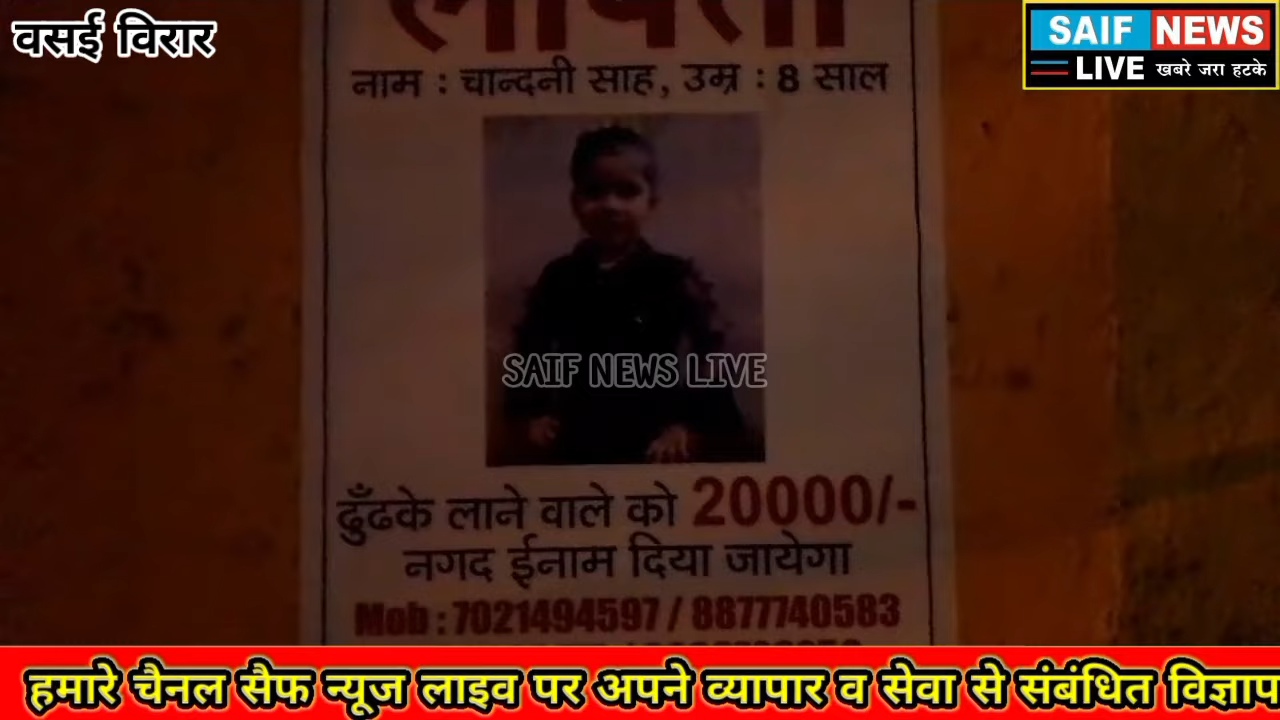 वसई विरार
SAIF NEWS
LIVE खबरे जरा हटके
लापता
नाम : चान्दनी साह, उम्र : 8 साल
SAIF NEWS LIVE
ढुँढके लाने वाले को 20000/-
नगद ईनाम दिया जायेगा
Mob : 7021494597 / 8877740583
हमारे चैनल सैफ न्यूज लाइव पर अपने व्यापार व सेवा से संबंधित विज्ञाप